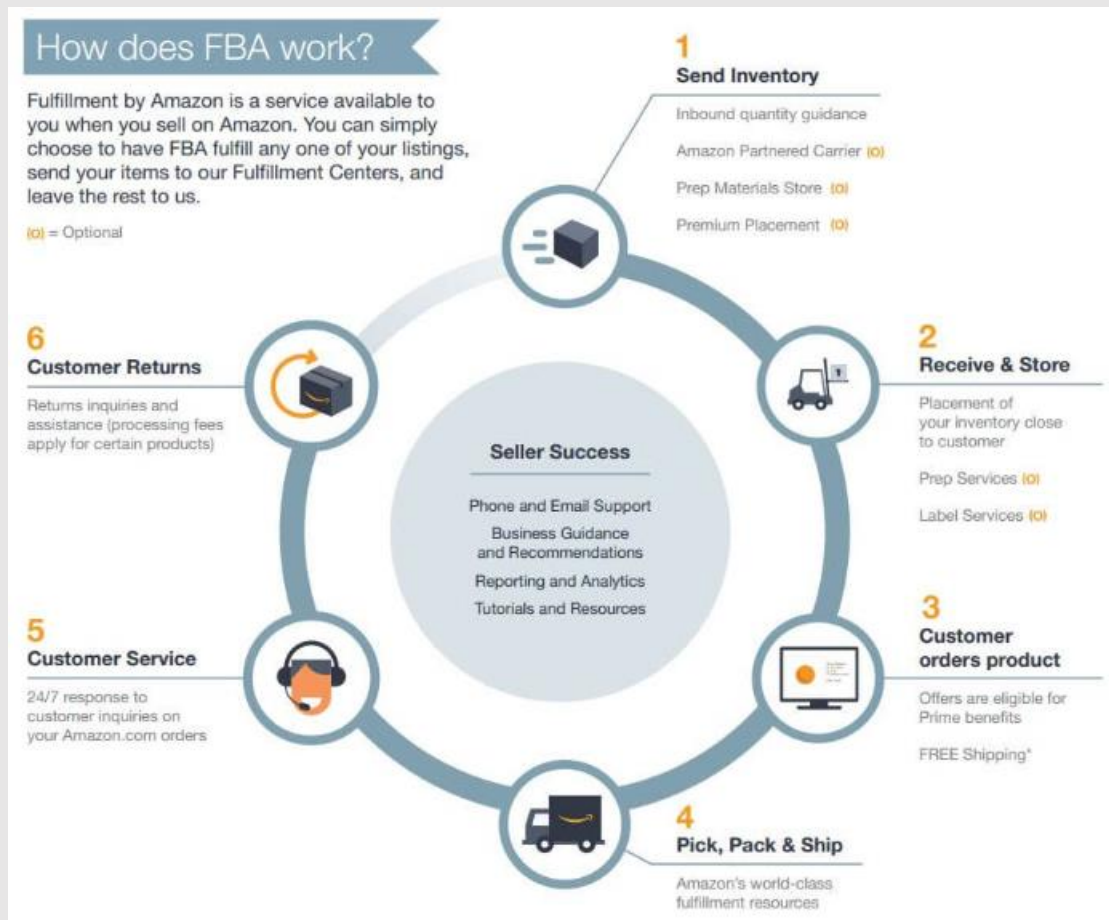 How does FBA work?
Fulfillment by Amazon is a service available to
you when you sell on Amazon. You can simply
choose to have FBA fulfill any one of your listings,
send your items to our Fulfillment Centers, and
leave the rest to us.
(o) = Optional
1
Send Inventory
Inbound quantity guidance
Amazon Partnered Carrier (o)
Prep Materials Store (o)
Premium Placement (o)
2
Receive & Store
Placement of
your inventory close
to customer
Prep Services (o)
Label Services (o)
3
Customer
orders product
Offers are eligible for
Prime benefits
FREE Shipping*
4
Pick, Pack & Ship
Amazon's world-class
fulfillment resources
5
Customer Service
24/7 response to
customer inquiries on
your Amazon.com orders
6
Customer Returns
Returns inquiries and
assistance (processing fees
apply for certain products)
Seller Success
Phone and Email Support
Business Guidance
and Recommendations
Reporting and Analytics
Tutorials and Resources